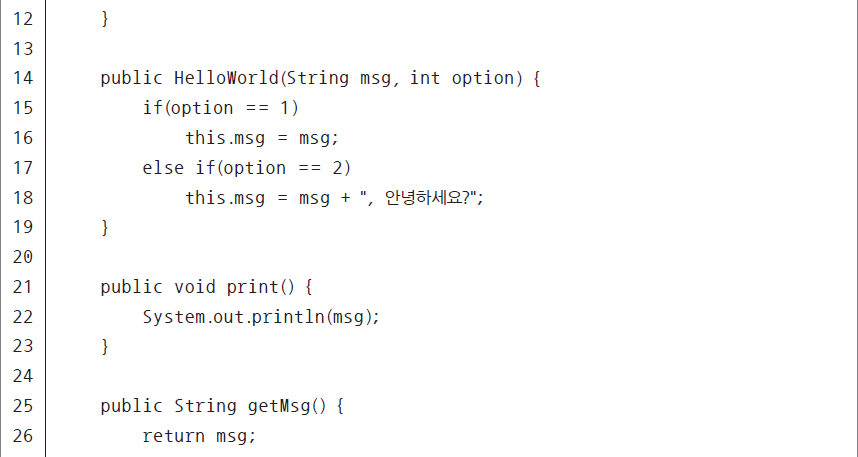 12    }
13
14    public HelloWorld(String msg, int option) {
15        if(option == 1)
16            this.msg = msg;
17        else if(option == 2)
18            this.msg = msg + ", 안녕하세요?";
19    }
20
21    public void print() {
22        System.out.println(msg);
23    }
24
25    public String getMsg() {
26        return msg;